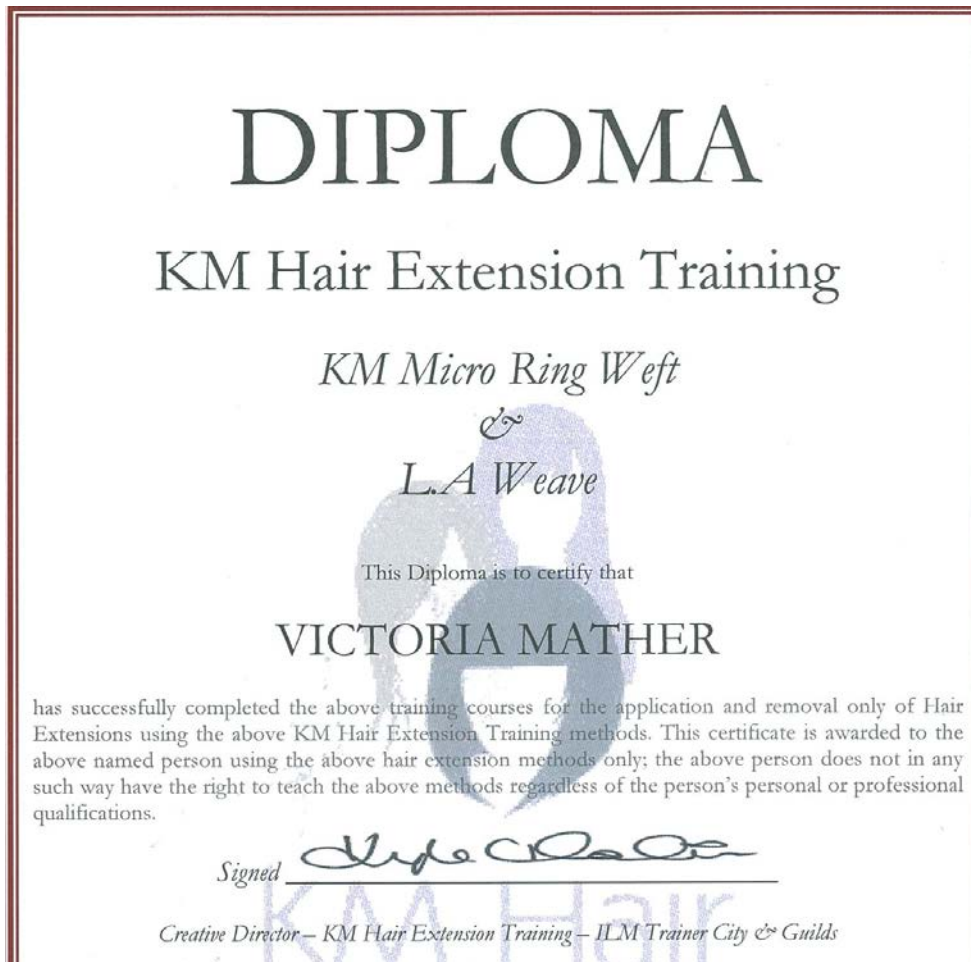 DIPLOMA
KM Hair Extension Training
KM Micro Ring Weft
&
L.A Weave
This Diploma is to certify that
VICTORIA MATHER
has successfully completed the above training courses for the application and removal only of Hair
Extensions using the above KM Hair Extension Training methods. This certificate is awarded to the
above named person using the above hair extension methods only; the above person does not in any
such way have the right to teach the above methods regardless of the person's personal or professional
qualifications.
Signed
KM Hair
Creative Director – KM Hair Extension Training – ILM Trainer City & Guilds